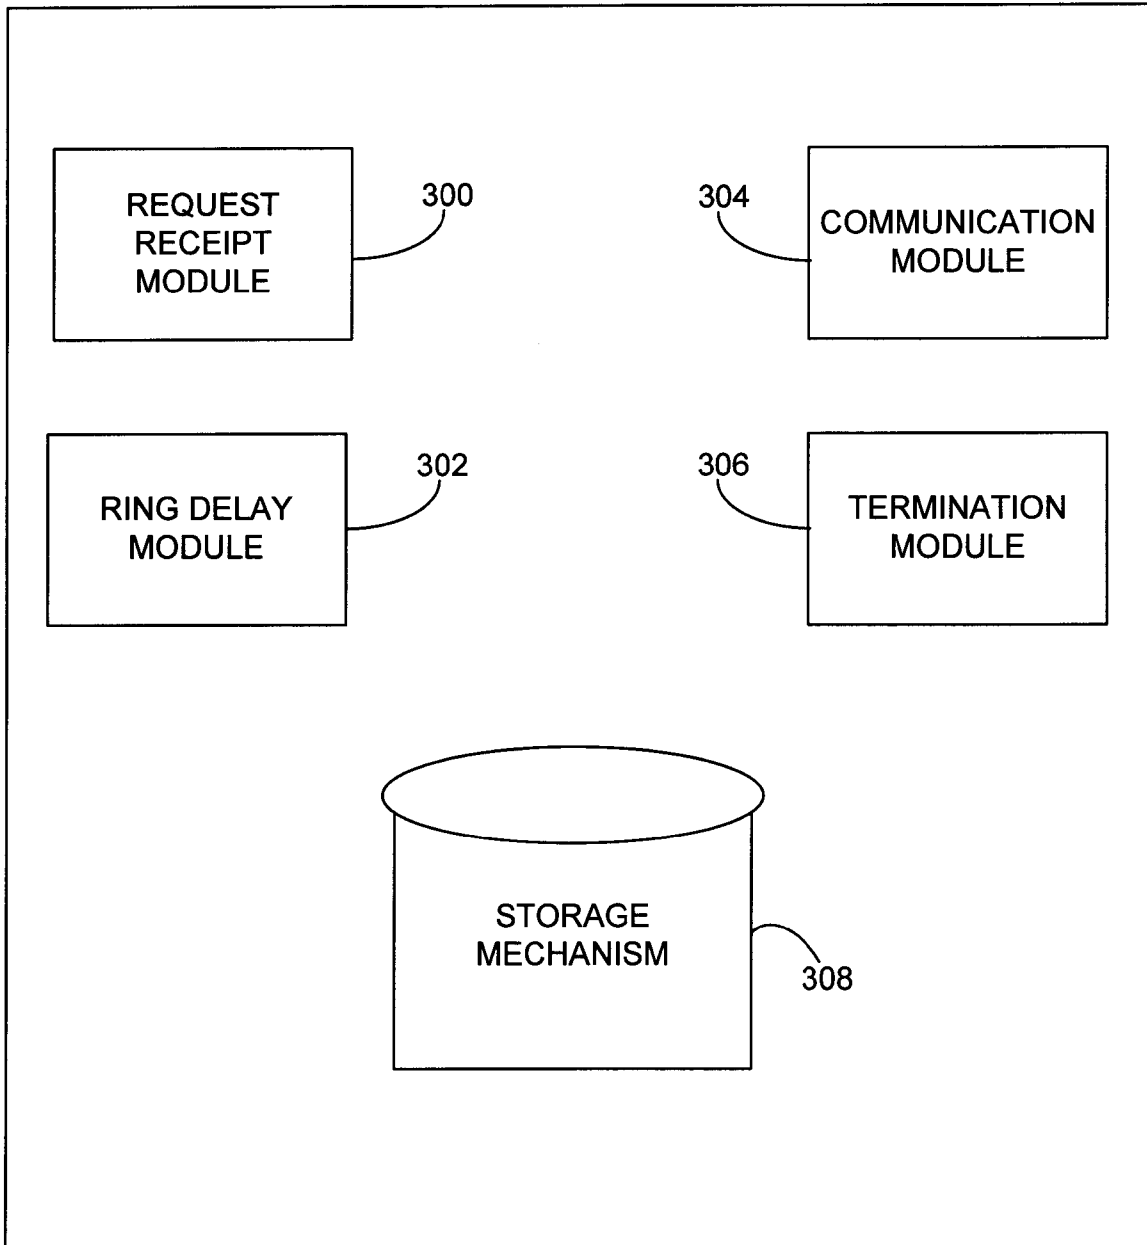 REQUEST
RECEIPT
MODULE
300
304
COMMUNICATION
MODULE
RING DELAY
MODULE
302
306
TERMINATION
MODULE
STORAGE
MECHANISM
308